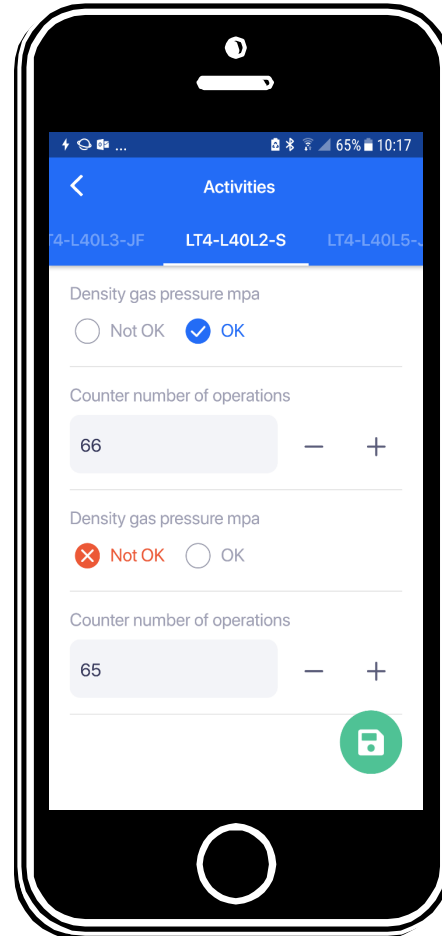 ... 65% 10:17
Activities
T4-L40L3-JF LT4-L40L2-S LT4-L40L5-J
Density gas pressure mpa
Not OK OK
Counter number of operations
66
Density gas pressure mpa
Not OK OK
Counter number of operations
65